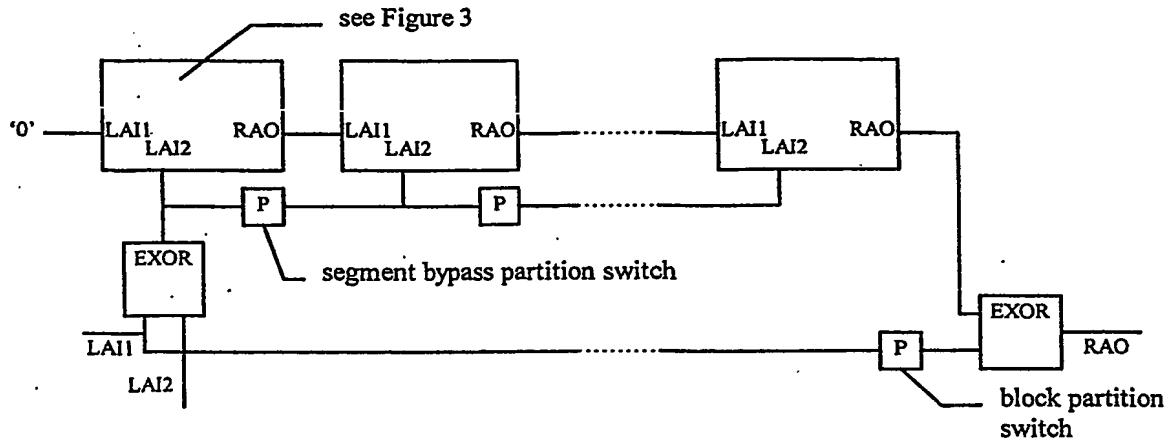 see Figure 3
'0'
LAI1
LAI2
RAO
LAI1
LAI2
RAO
LAI1
LAI2
RAO
P
P
EXOR
segment bypass partition switch
LAI1
LAI2
P
EXOR
RAO
block partition
switch